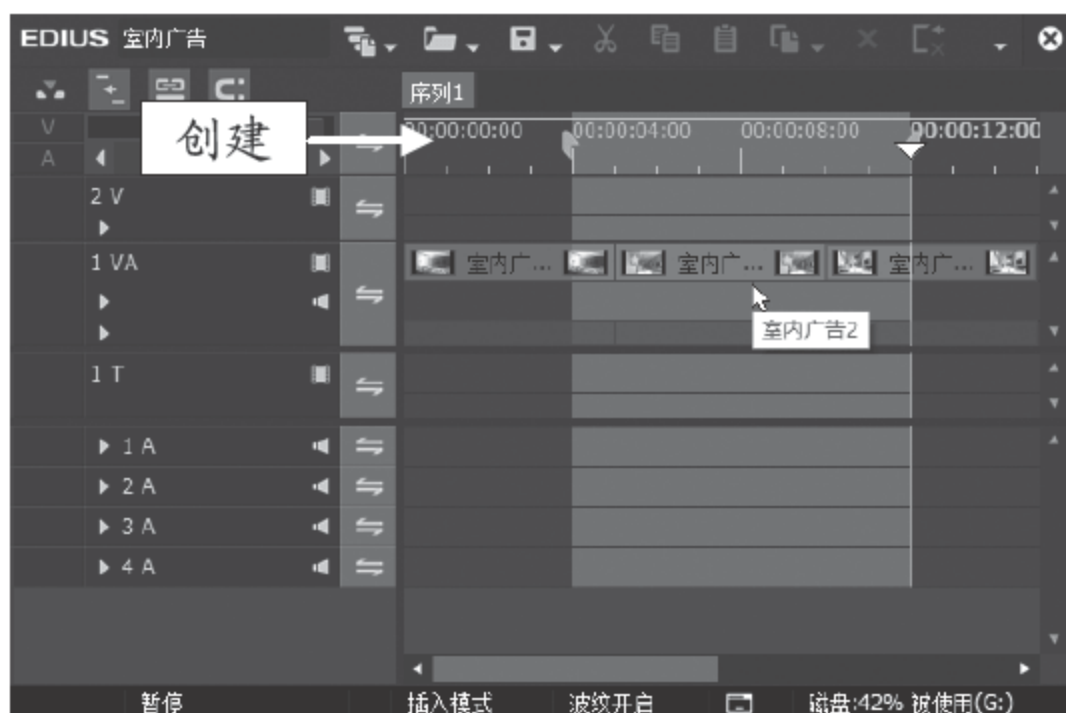 EDIUS 室内广告
序列1
创建
V
A
00:00:00:00 00:00:04:00 00:00:08:00 00:00:12:00
2 V
1 VA
室内广... 室内广... 室内广...
室内广告2
1 T
1 A
2 A
3 A
4 A
暂停 插入模式 波纹开启 磁盘:42% 被使用(G:)